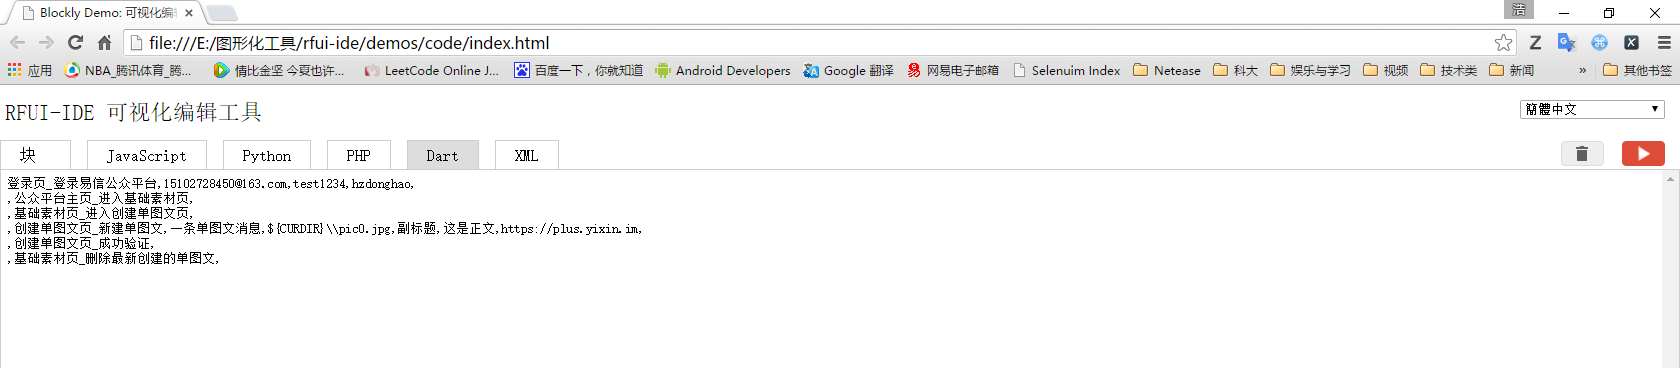 Blockly Demo: 可视化编
浩
file:///E:/图形化工具/rfui-ide/demos/code/index.html
应用 NBA_腾讯体育_腾... 情比金坚 今夏也许... LeetCode Online J... 百度一下，你就知道 Android Developers Google 翻译 网易电子邮箱 Selenuim Index Netease 科大 娱乐与学习 视频 技术类 新闻 » 其他书签
RFUI-IDE 可视化编辑工具
簡體中文
块 JavaScript Python PHP Dart XML
登录页_登录易信公众平台,15102728450@163.com,test1234,hzdonghao,
,公众平台主页_进入基础素材页,
,基础素材页_进入创建单图文页,
,创建单图文页_新建单图文,一条单图文消息,${CURDIR}\\pic0.jpg,副标题,这是正文,https://plus.yixin.im,
,创建单图文页_成功验证,
,基础素材页_删除最新创建的单图文,